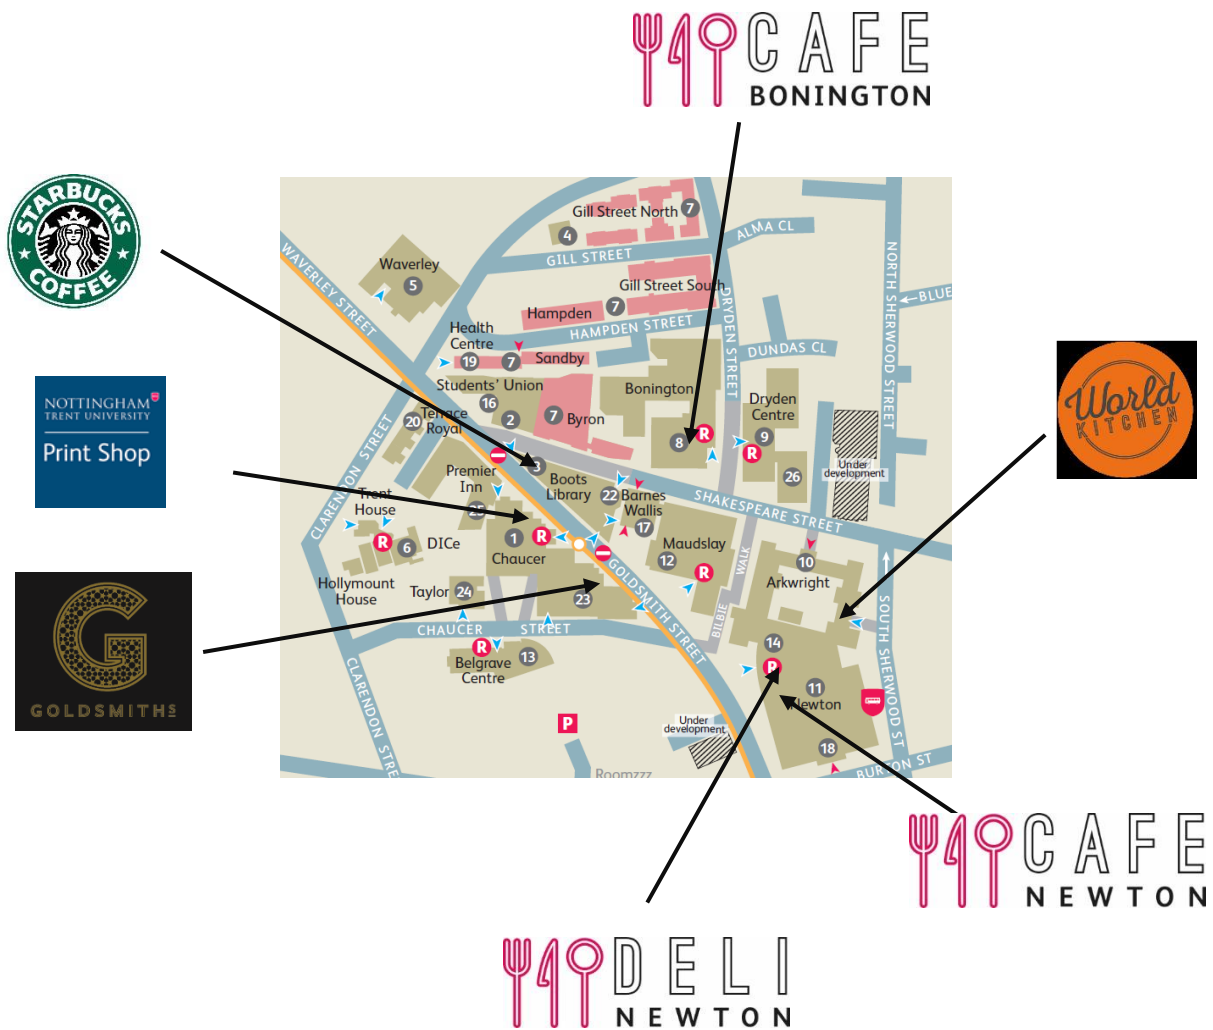 CAFE
BONINGTON
STARBUCKS
COFFEE
NOTTINGHAM
TRENT UNIVERSITY
Print Shop
G
GOLDSMITHS
World
KITCHEN
CAFE
NEWTON
DELI
NEWTON
Gill Street North
7
4
ALMA CL
GILL STREET
WAVERLEY STREET
Waverley
5
Gill Street South
Hampden
7
HAMPDEN STREET
DRYDEN STREET
NORTH SHERWOOD STREET
BLUE
Health
Centre
19
7
Sandby
DUNDAS CL
Students' Union
16
2
Bonington
8
R
Dryden
Centre
9
R
26
7
Byron
20
Terrace
Royal
CLARENDON STREET
Premier
Inn
25
3
Boots
Library
22
Barnes
Wallis
17
SHAKESPEARE STREET
Under
development
Trent
House
R
6
DICe
1
R
Chaucer
Maudslay
12
R
WALK
BILBIE
10
Arkwright
Hollymount
House
Taylor
24
23
GOLDSMITH STREET
SOUTH SHERWOOD ST
CHAUCER STREET
R
Belgrave
Centre
13
14
R
11
Newton
18
CLARENDON STRE
P
Under
development
Roomzzz
BURTON ST